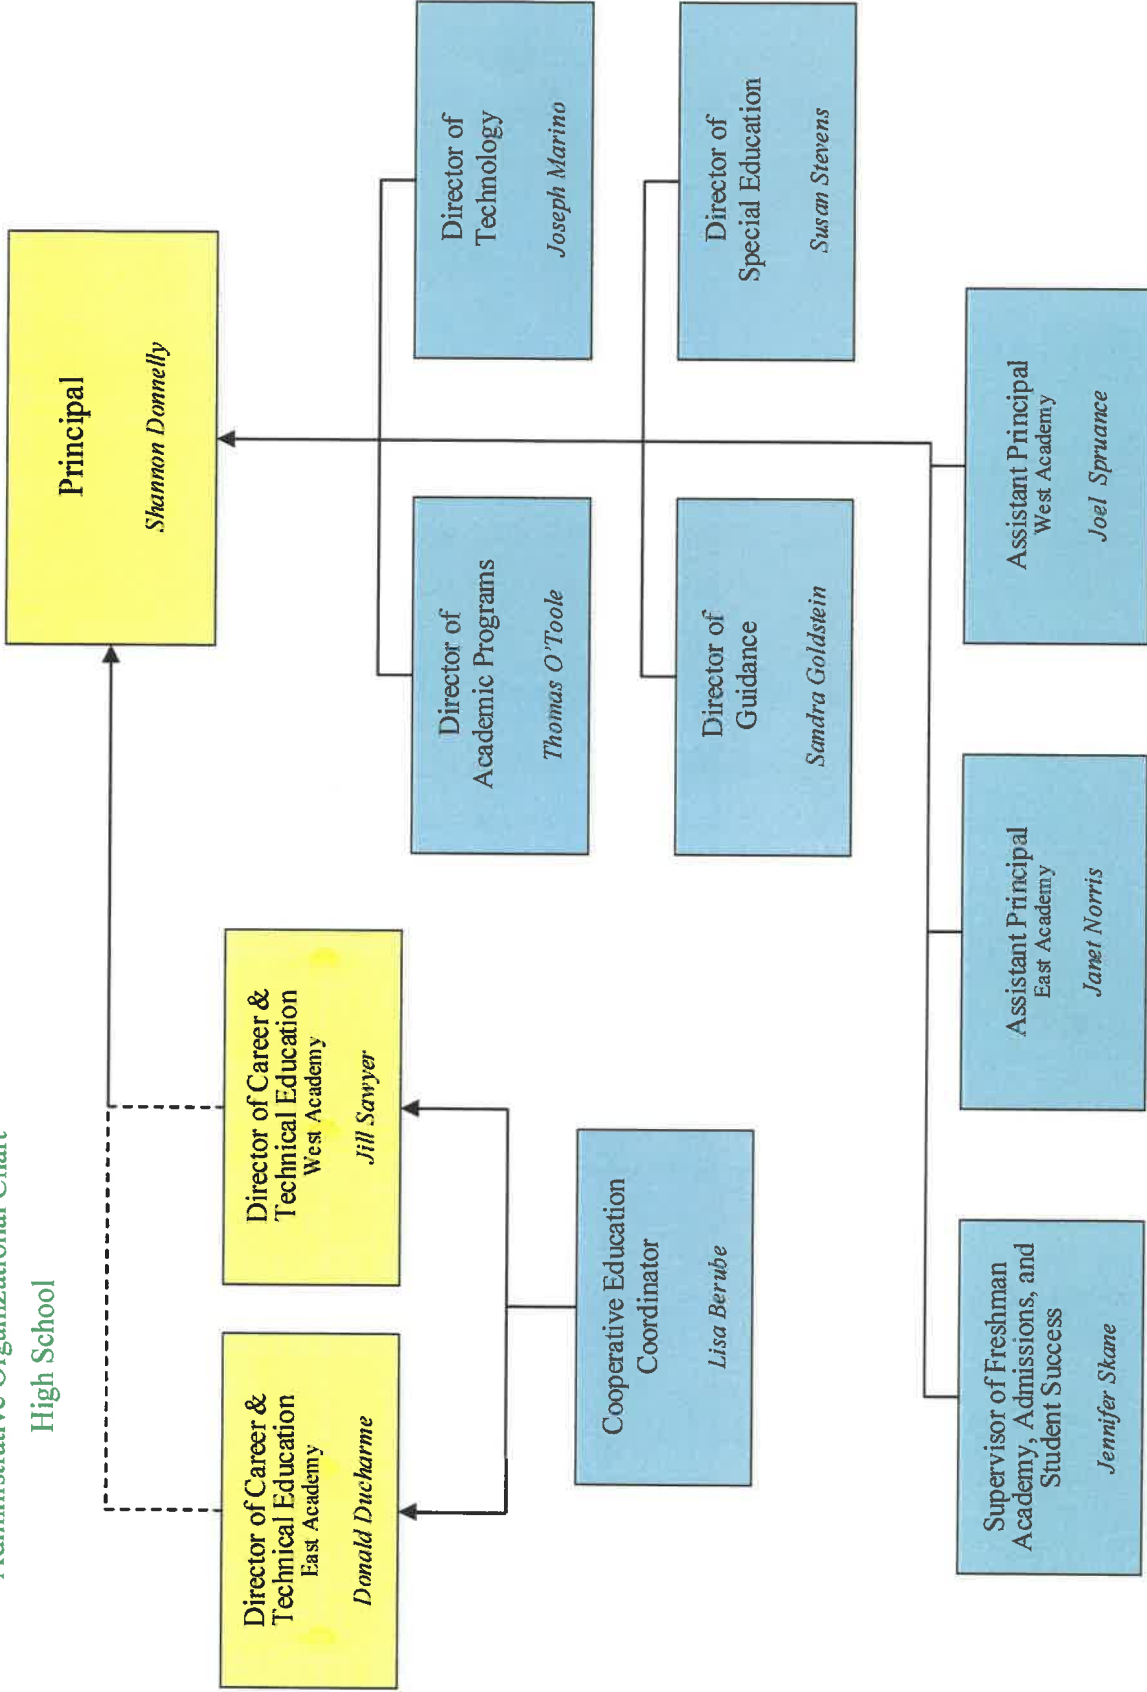 Administrative Organizational Chart
High School
Principal
Shannon Donnelly
Director of Career &
Technical Education
East Academy
Donald Ducharme
Director of Career &
Technical Education
West Academy
Jill Sawyer
Cooperative Education
Coordinator
Lisa Berube
Director of
Academic Programs
Thomas O'Toole
Director of
Technology
Joseph Marino
Director of
Guidance
Sandra Goldstein
Director of
Special Education
Susan Stevens
Supervisor of Freshman
Academy, Admissions, and
Student Success
Jennifer Skane
Assistant Principal
East Academy
Janet Norris
Assistant Principal
West Academy
Joel Spruance